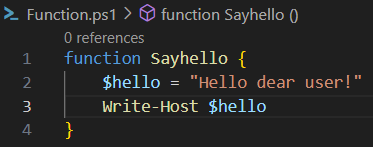 Function.ps1 > function Sayhello ()
0 references
1 function Sayhello {
2     $hello = "Hello dear user!"
3     Write-Host $hello
4 }